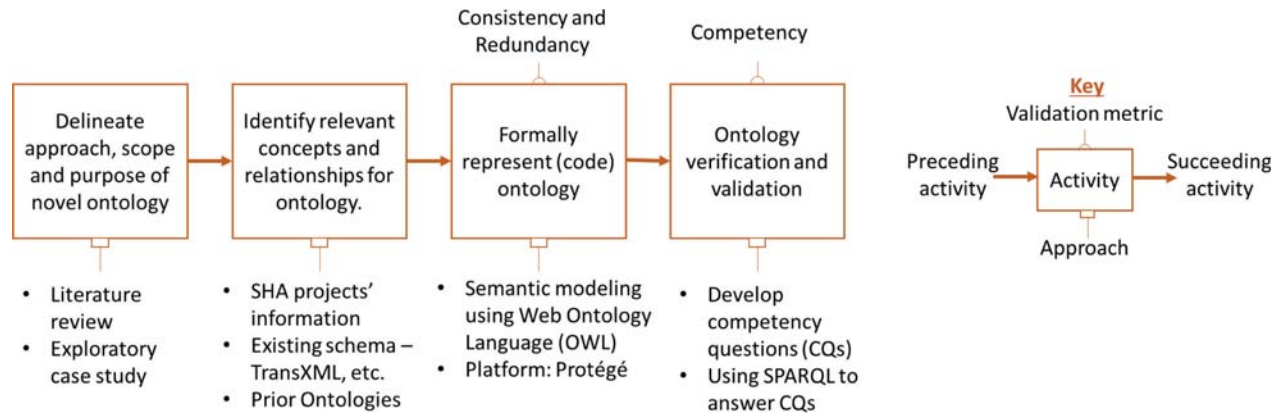 Consistency and
Redundancy
Competency
Delineate
approach, scope
and purpose of
novel ontology
Identify relevant
concepts and
relationships for
ontology.
Formally
represent (code)
ontology
Ontology
verification and
validation
• Literature
review
• Exploratory
case study
• SHA projects’
information
• Existing schema –
TransXML, etc.
• Prior Ontologies
• Semantic modeling
using Web Ontology
Language (OWL)
• Platform: Protégé
• Develop
competency
questions (CQs)
• Using SPARQL to
answer CQs
Key
Validation metric
Preceding
activity
Activity
Succeeding
activity
Approach